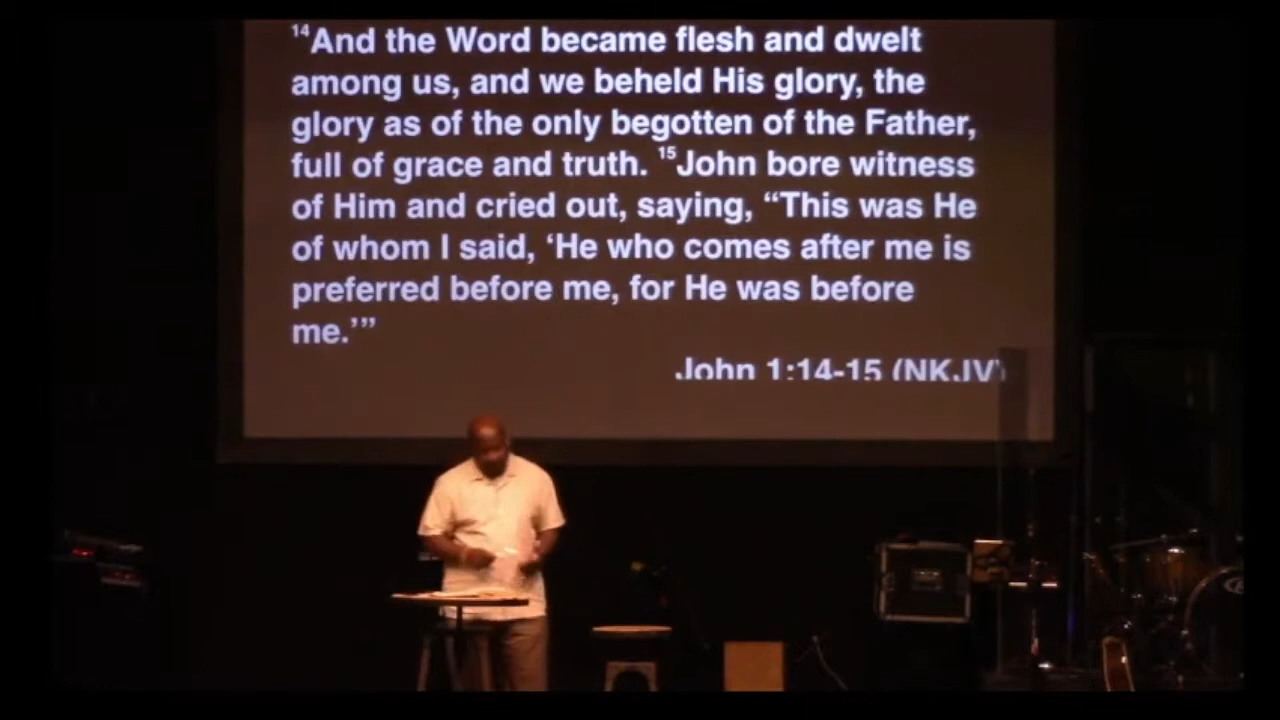 ¹⁴And the Word became flesh and dwelt
among us, and we beheld His glory, the
glory as of the only begotten of the Father,
full of grace and truth. ¹⁵John bore witness
of Him and cried out, saying, “This was He
of whom I said, ‘He who comes after me is
preferred before me, for He was before
me.’”
John 1:14-15 (NKJV)